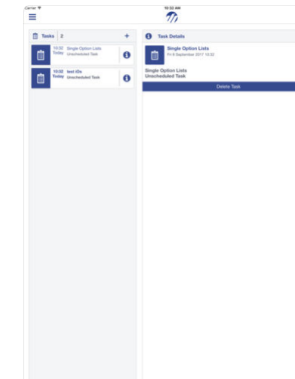 Carrier
10:32 AM
Tasks 2 +
Task Details
10:32 Single Option Lists
Today Unscheduled Task
Single Option Lists
Fri 8 September 2017 10:32
10:32 test iOs
Today Unscheduled Task
Single Option Lists
Unscheduled Task
Delete Task